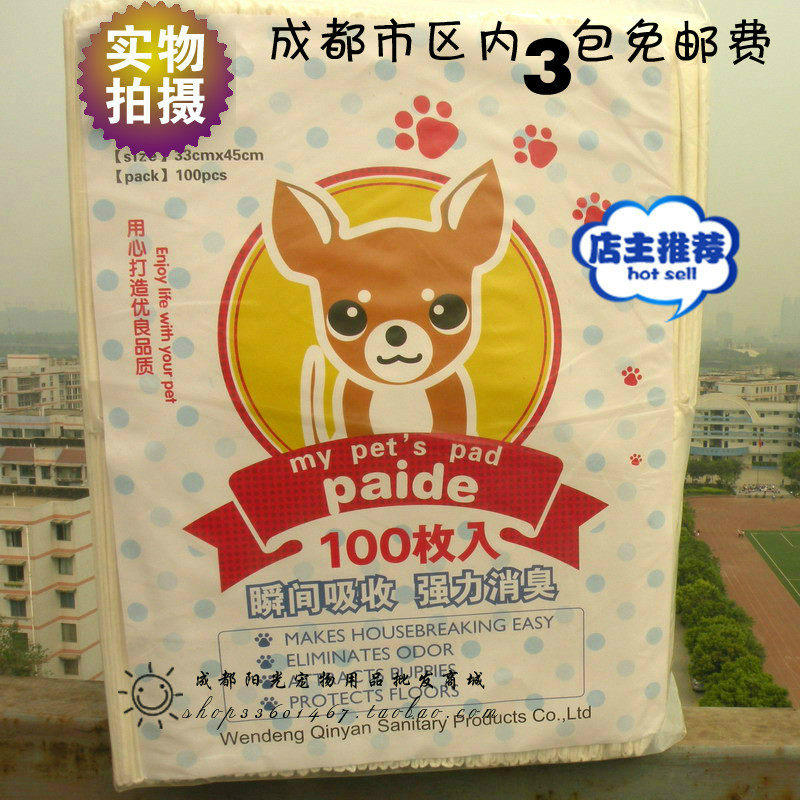 实物
拍摄
成都市区内3包免邮费
【size】33cmx45cm
【pack】100pcs
用心打造优良品质
Enjoy life with your pet
店主推荐
hot sell
my pet's pad
paide
100枚入
瞬间吸收 强力消臭
MAKES HOUSEBREAKING EASY
ELIMINATES ODOR
PUPPIES
成都阳光宠物用品批发商城
PROTECTS FLOORS
shop33601467.taobao.com
Wendeng Qinyan Sanitary Products Co.,Ltd